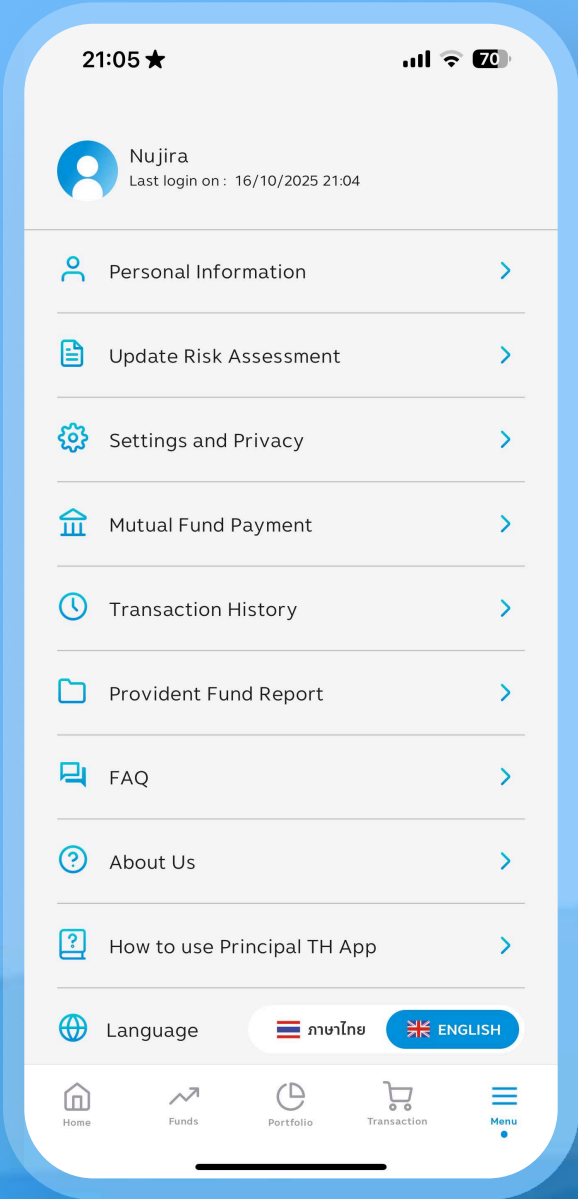 21:05
70
Nujira
Last login on : 16/10/2025 21:04
Personal Information
Update Risk Assessment
Settings and Privacy
Mutual Fund Payment
Transaction History
Provident Fund Report
FAQ
About Us
How to use Principal TH App
Language ภาษาไทย ENGLISH
Home Funds Portfolio Transaction Menu